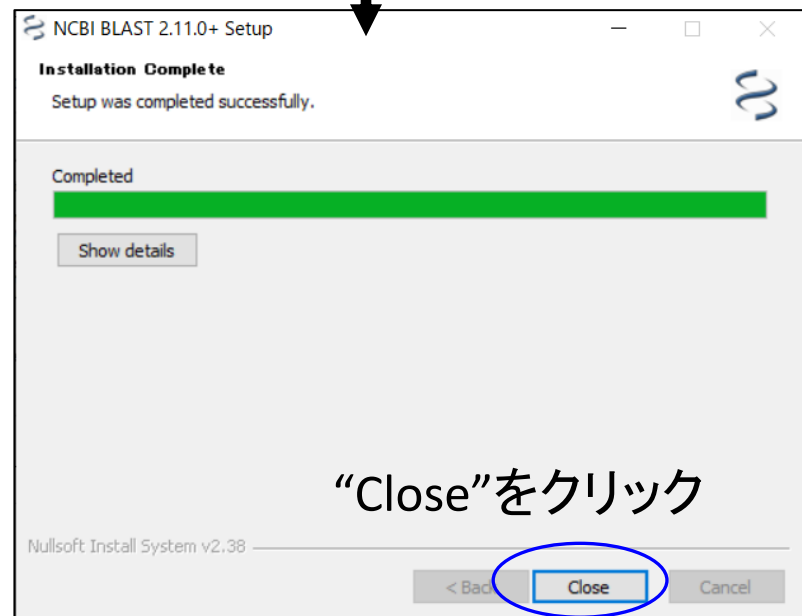 NCBI BLAST 2.11.0+ Setup
Installation Complete
Setup was completed successfully.
Completed
Show details
“Close”をクリック
Nullsoft Install System v2.38
< Back
Close
Cancel